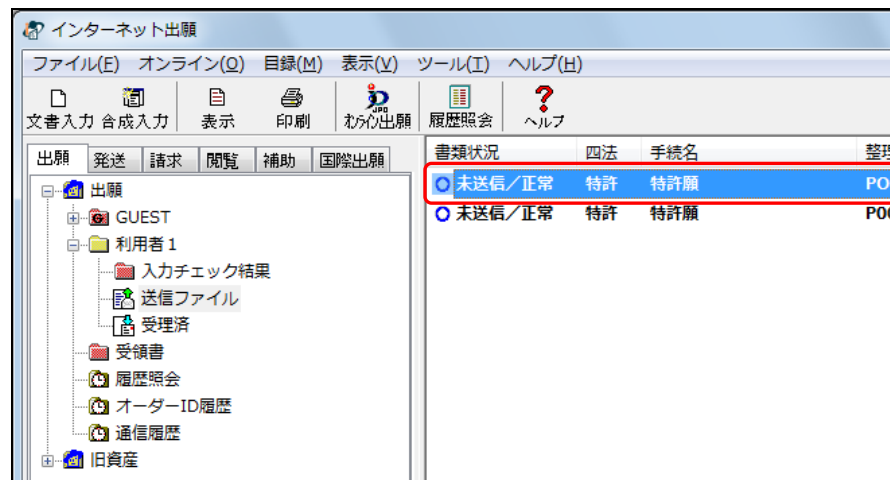 インターネット出願
ファイル(F) オンライン(O) 目録(M) 表示(V) ツール(T) ヘルプ(H)
文書入力 合成入力 表示 印刷 オンライン出願 履歴照会 ヘルプ
出願 発送 請求 閲覧 補助 国際出願
書類状況 四法 手続名 整理
未送信／正常 特許 特許願 PO
未送信／正常 特許 特許願 PO
出願
GUEST
利用者１
入力チェック結果
送信ファイル
受理済
受領書
履歴照会
オーダーID履歴
通信履歴
旧資産